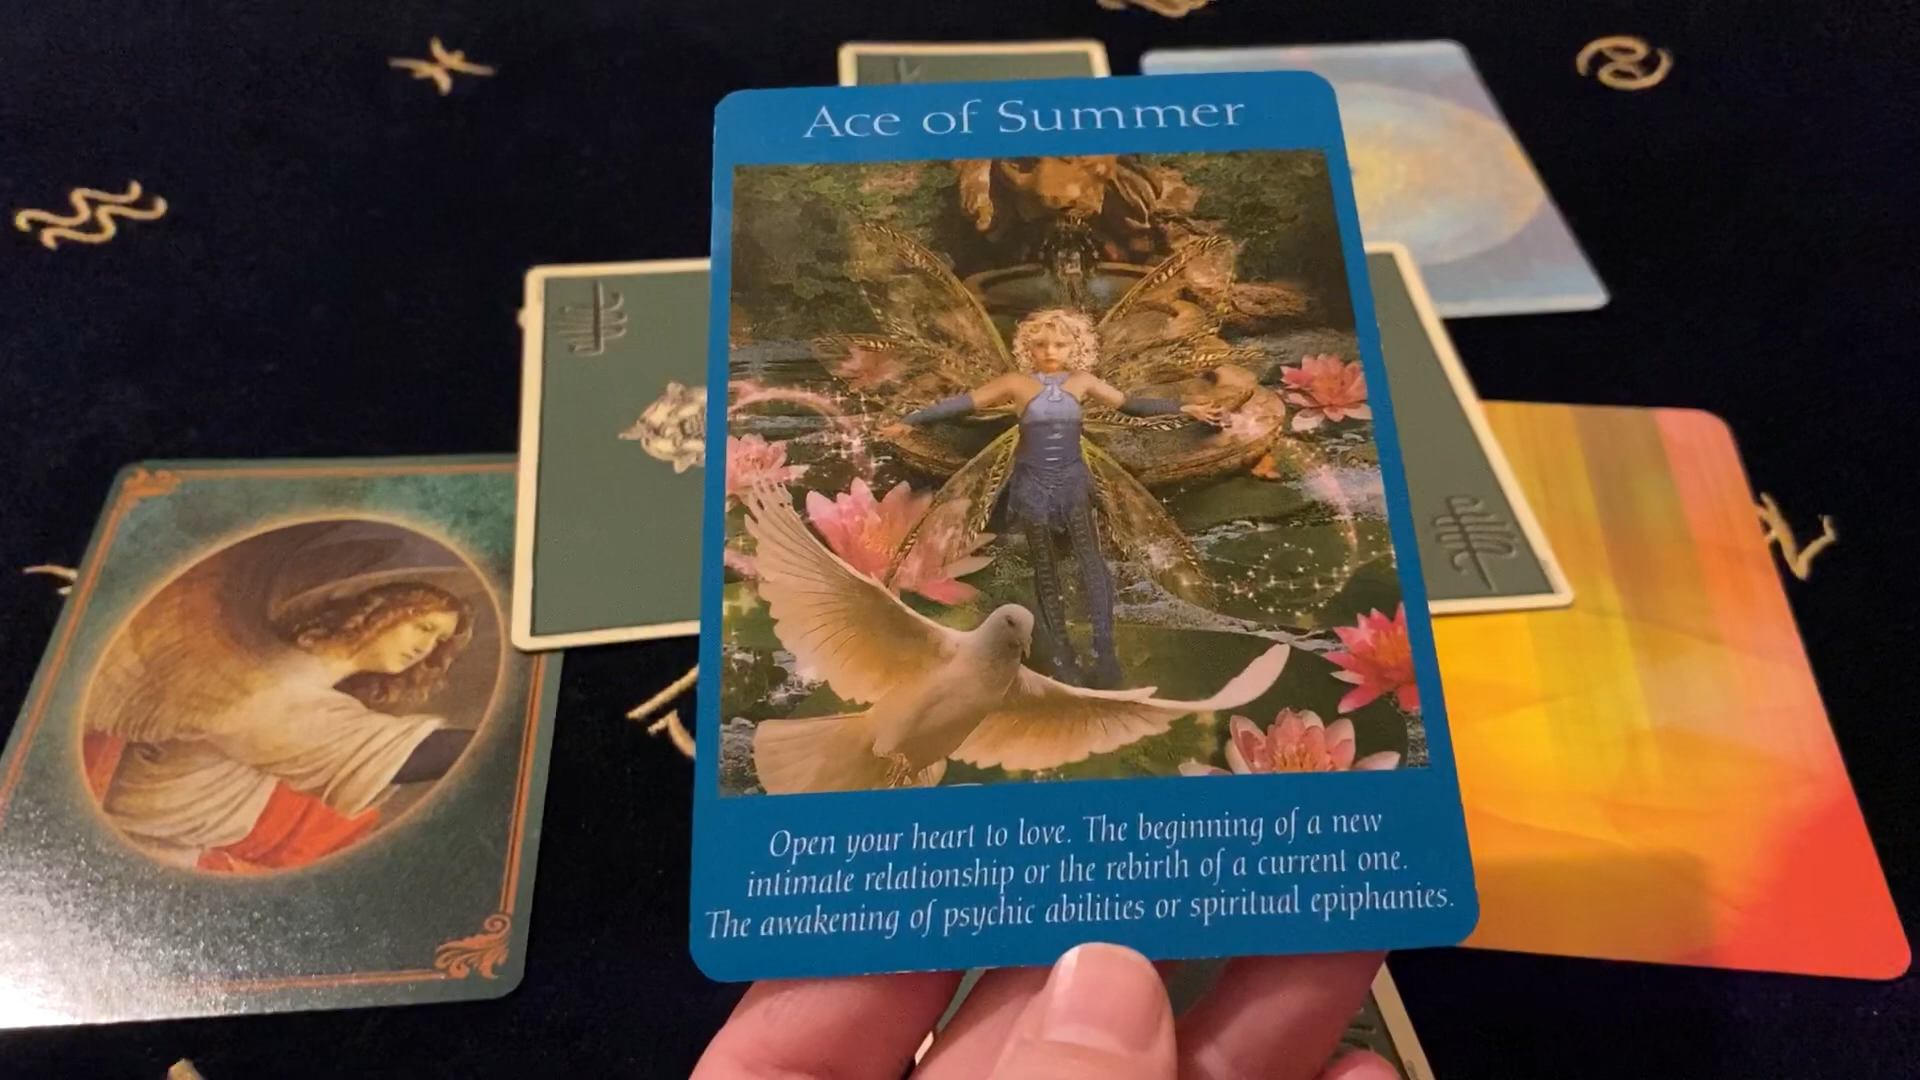 Ace of Summer
Open your heart to love. The beginning of a new
intimate relationship or the rebirth of a current one.
The awakening of psychic abilities or spiritual epiphanies.